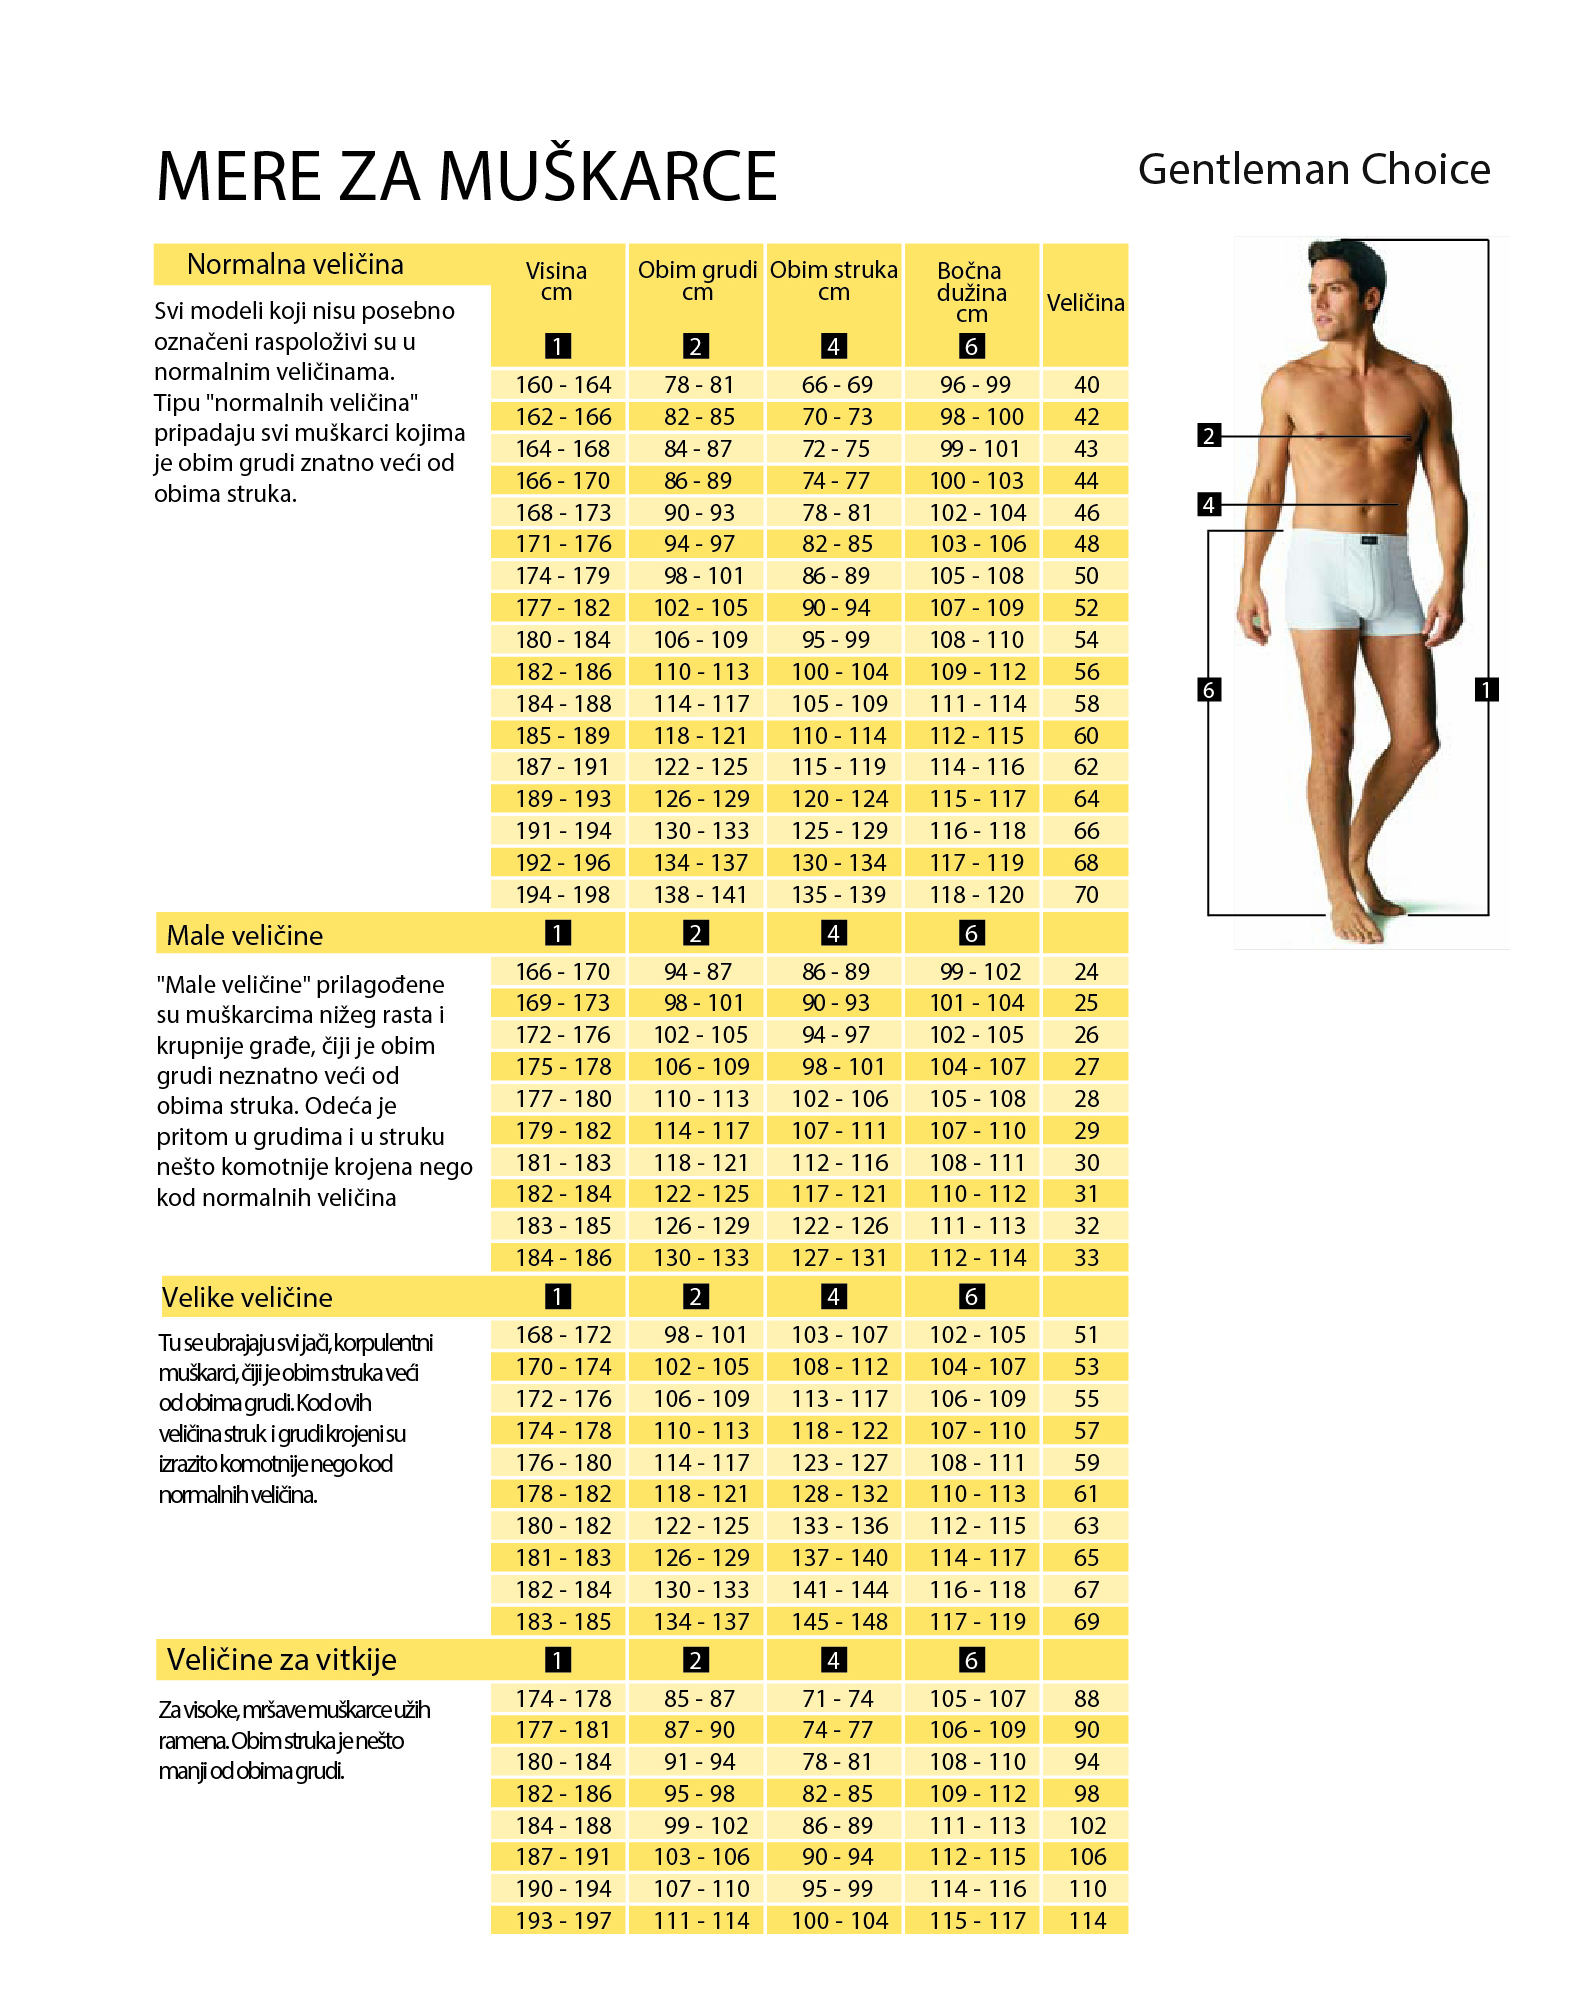 MERE ZA MUŠKARCE
Gentleman Choice
Normalna veličina
Svi modeli koji nisu posebno
označeni raspoloživi su u
normalnim veličinama.
Tipu "normalnih veličina"
pripadaju svi muškarci kojima
je obim grudi znatno veći od
obima struka.
Visina cm Obim grudi cm Obim struka cm Bočna dužina cm Veličina
1 2 4 6
160 - 164 78 - 81 66 - 69 96 - 99 40
162 - 166 82 - 85 70 - 73 98 - 100 42
164 - 168 84 - 87 72 - 75 99 - 101 43
166 - 170 86 - 89 74 - 77 100 - 103 44
168 - 173 90 - 93 78 - 81 102 - 104 46
171 - 176 94 - 97 82 - 85 103 - 106 48
174 - 179 98 - 101 86 - 89 105 - 108 50
177 - 182 102 - 105 90 - 94 107 - 109 52
180 - 184 106 - 109 95 - 99 108 - 110 54
182 - 186 110 - 113 100 - 104 109 - 112 56
184 - 188 114 - 117 105 - 109 111 - 114 58
185 - 189 118 - 121 110 - 114 112 - 115 60
187 - 191 122 - 125 115 - 119 114 - 116 62
189 - 193 126 - 129 120 - 124 115 - 117 64
191 - 194 130 - 133 125 - 129 116 - 118 66
192 - 196 134 - 137 130 - 134 117 - 119 68
194 - 198 138 - 141 135 - 139 118 - 120 70
Male veličine 1 2 4 6
"Male veličine" prilagođene
su muškarcima nižeg rasta i
krupnije građe, čiji je obim
grudi neznatno veći od
obima struka. Odeća je
pritom u grudima i u struku
nešto komotnije krojena nego
kod normalnih veličina
166 - 170 94 - 87 86 - 89 99 - 102 24
169 - 173 98 - 101 90 - 93 101 - 104 25
172 - 176 102 - 105 94 - 97 102 - 105 26
175 - 178 106 - 109 98 - 101 104 - 107 27
177 - 180 110 - 113 102 - 106 105 - 108 28
179 - 182 114 - 117 107 - 111 107 - 110 29
181 - 183 118 - 121 112 - 116 108 - 111 30
182 - 184 122 - 125 117 - 121 110 - 112 31
183 - 185 126 - 129 122 - 126 111 - 113 32
184 - 186 130 - 133 127 - 131 112 - 114 33
Velike veličine 1 2 4 6
Tu se ubrajaju svi jači, korpulentni
muškarci, čiji je obim struka veći
od obima grudi. Kod ovih
veličina struk i grudi krojeni su
izrazito komotnije nego kod
normalnih veličina.
168 - 172 98 - 101 103 - 107 102 - 105 51
170 - 174 102 - 105 108 - 112 104 - 107 53
172 - 176 106 - 109 113 - 117 106 - 109 55
174 - 178 110 - 113 118 - 122 107 - 110 57
176 - 180 114 - 117 123 - 127 108 - 111 59
178 - 182 118 - 121 128 - 132 110 - 113 61
180 - 182 122 - 125 133 - 136 112 - 115 63
181 - 183 126 - 129 137 - 140 114 - 117 65
182 - 184 130 - 133 141 - 144 116 - 118 67
183 - 185 134 - 137 145 - 148 117 - 119 69
Veličine za vitkije 1 2 4 6
Za visoke, mršave muškarce užih
ramena. Obim struka je nešto
manji od obima grudi.
174 - 178 85 - 87 71 - 74 105 - 107 88
177 - 181 87 - 90 74 - 77 106 - 109 90
180 - 184 91 - 94 78 - 81 108 - 110 94
182 - 186 95 - 98 82 - 85 109 - 112 98
184 - 188 99 - 102 86 - 89 111 - 113 102
187 - 191 103 - 106 90 - 94 112 - 115 106
190 - 194 107 - 110 95 - 99 114 - 116 110
193 - 197 111 - 114 100 - 104 115 - 117 114
2
4
6
1